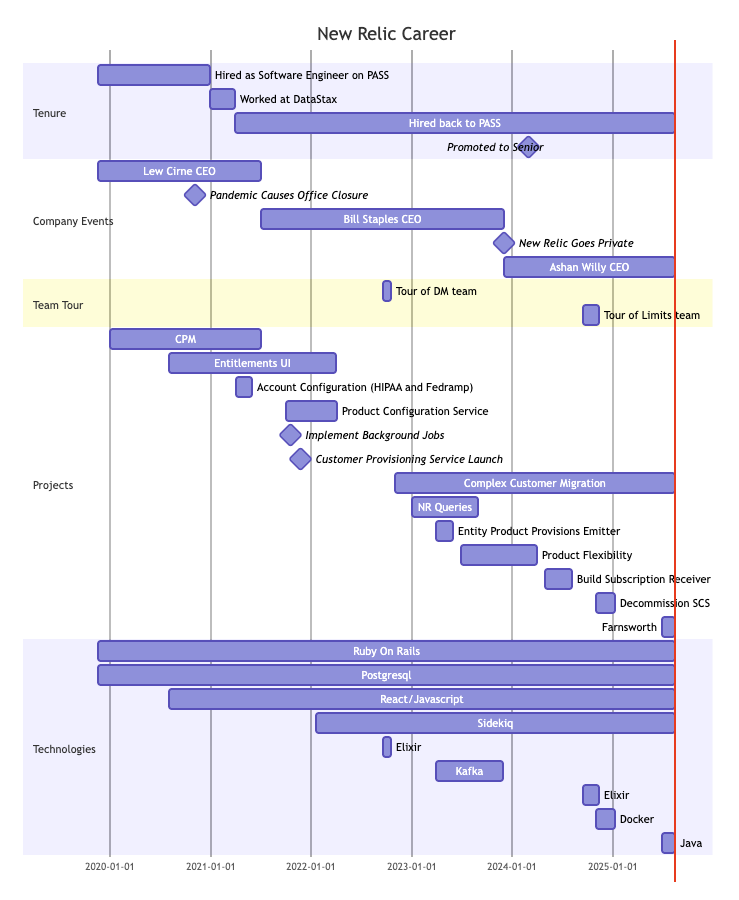 New Relic Career
Tenure
Hired as Software Engineer on PASS
Worked at DataStax
Hired back to PASS
Promoted to Senior
Company Events
Lew Cirne CEO
Pandemic Causes Office Closure
Bill Staples CEO
New Relic Goes Private
Ashan Willy CEO
Team Tour
Tour of DM team
Tour of Limits team
Projects
CPM
Entitlements UI
Account Configuration (HIPAA and Fedramp)
Product Configuration Service
Implement Background Jobs
Customer Provisioning Service Launch
Complex Customer Migration
NR Queries
Entity Product Provisions Emitter
Product Flexibility
Build Subscription Receiver
Decommission SCS
Farnsworth
Technologies
Ruby On Rails
Postgresql
React/Javascript
Sidekiq
Elixir
Kafka
Elixir
Docker
Java
2020-01-01
2021-01-01
2022-01-01
2023-01-01
2024-01-01
2025-01-01